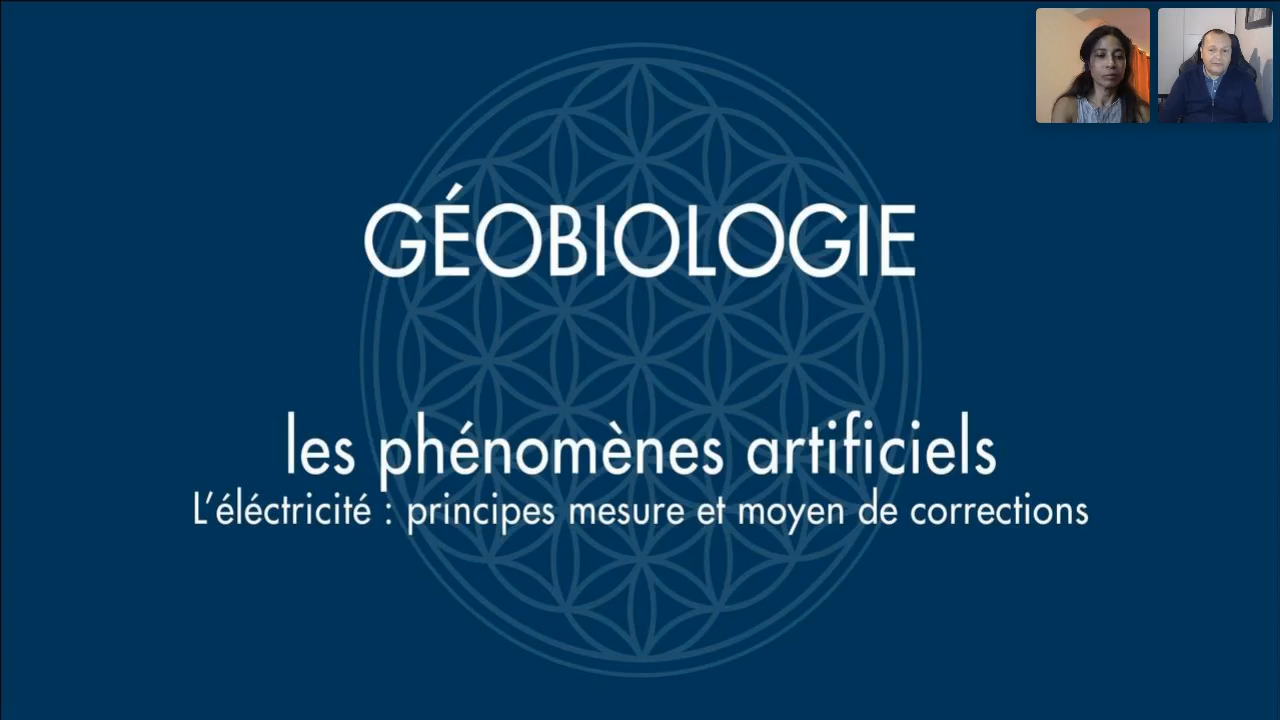 GÉOBIOLOGIE
les phénomènes artificiels
L'éléctricité : principes mesure et moyen de corrections